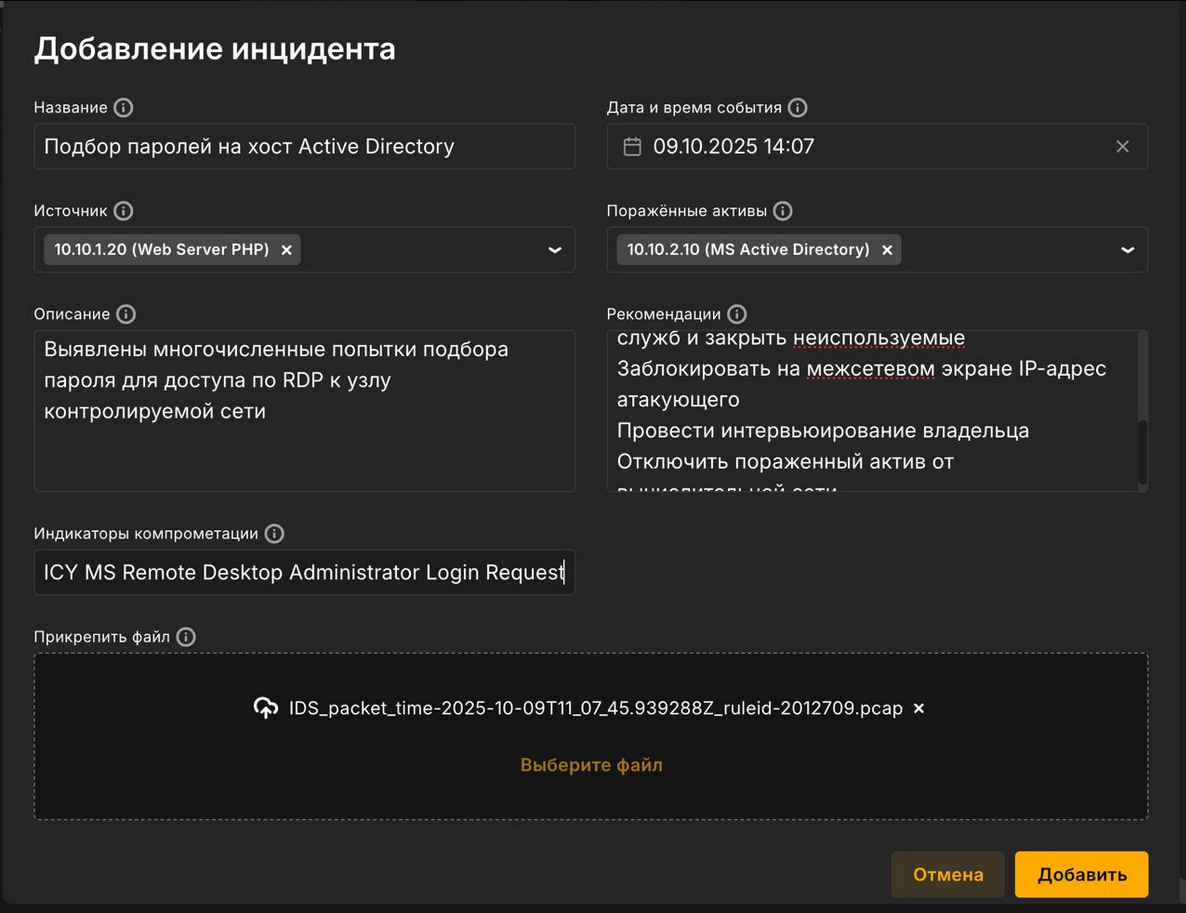 Добавление инцидента
Название
Дата и время события
Подбор паролей на хост Active Directory
09.10.2025 14:07
Источник
Поражённые активы
10.10.1.20 (Web Server PHP)
10.10.2.10 (MS Active Directory)
Описание
Рекомендации
Выявлены многочисленные попытки подбора
пароля для доступа по RDP к узлу
контролируемой сети
служб и закрыть неиспользуемые
Заблокировать на межсетевом экране IP-адрес
атакующего
Провести интервьюирование владельца
Отключить пораженный актив от
Индикаторы компрометации
ICY MS Remote Desktop Administrator Login Request
Прикрепить файл
IDS_packet_time-2025-10-09T11_07_45.939288Z_ruleid-2012709.pcap
Выберите файл
Отмена
Добавить